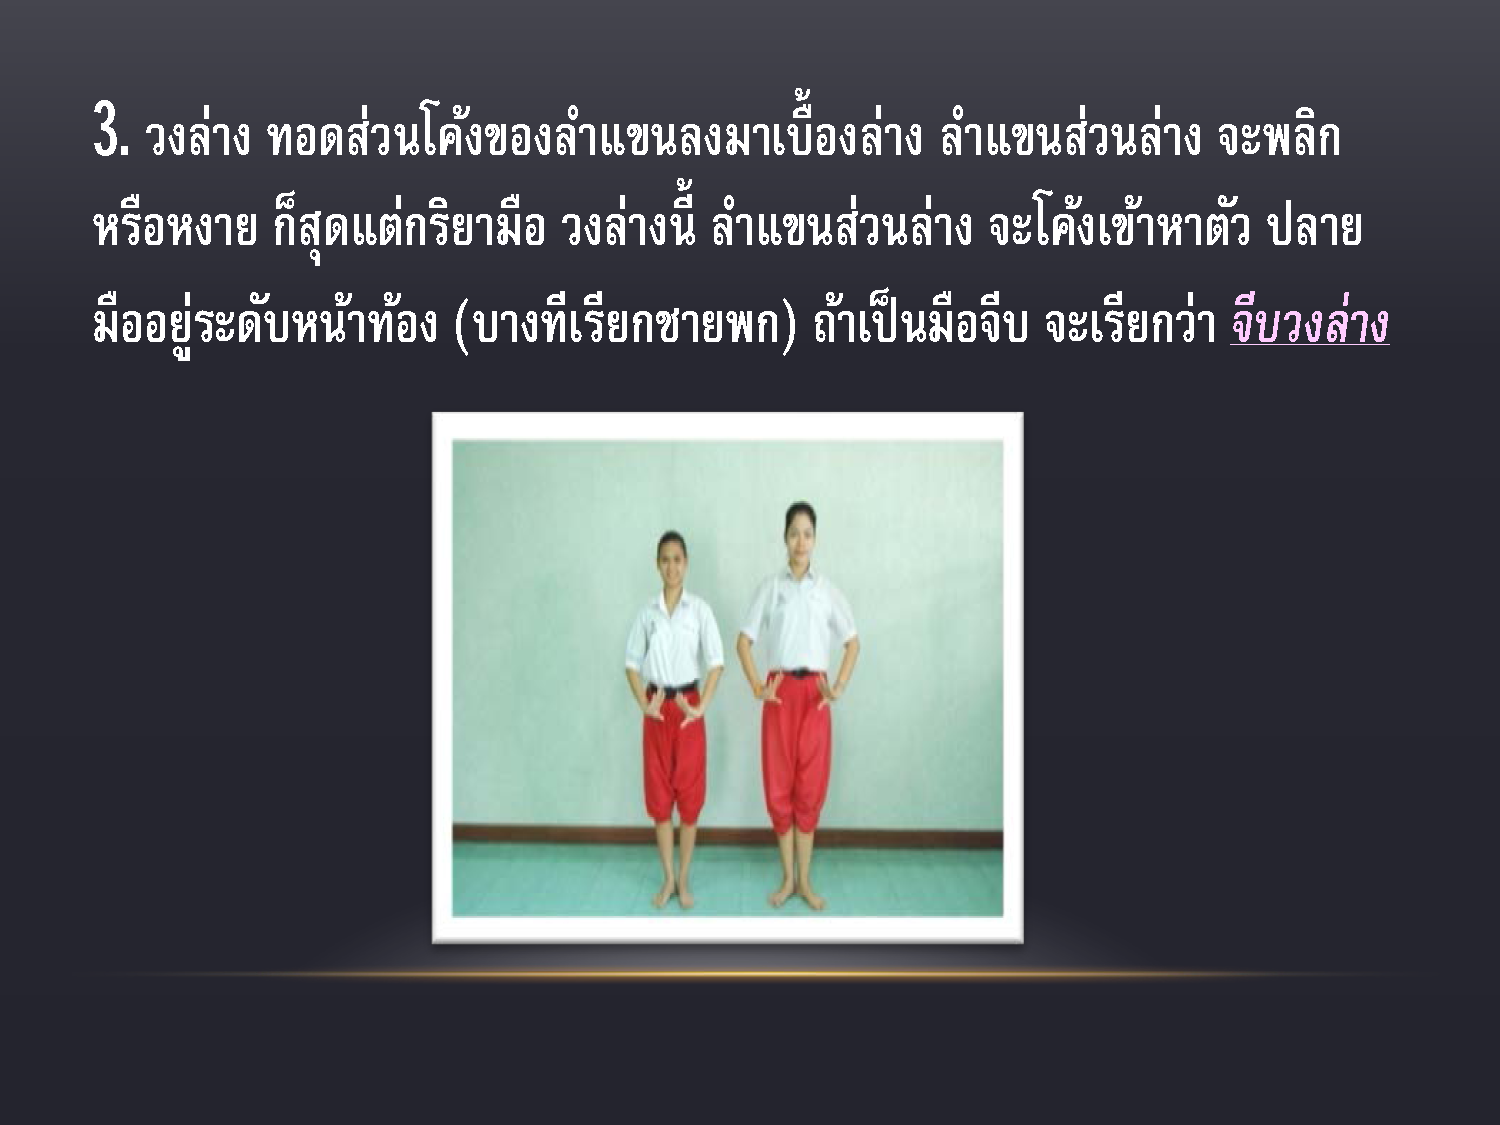 3. วงล่าง ทอดส่วนโค้งของลำแขนลงมาเบื้องล่าง ลำแขนส่วนล่าง จะพลิก
หรือหงาย ก็สุดแต่กริยามือ วงล่างนี้ ลำแขนส่วนล่าง จะโค้งเข้าหาตัว ปลาย
มืออยู่ระดับหน้าท้อง (บางทีเรียกชายพก) ถ้าเป็นมือจีบ จะเรียกว่า จีบวงล่าง